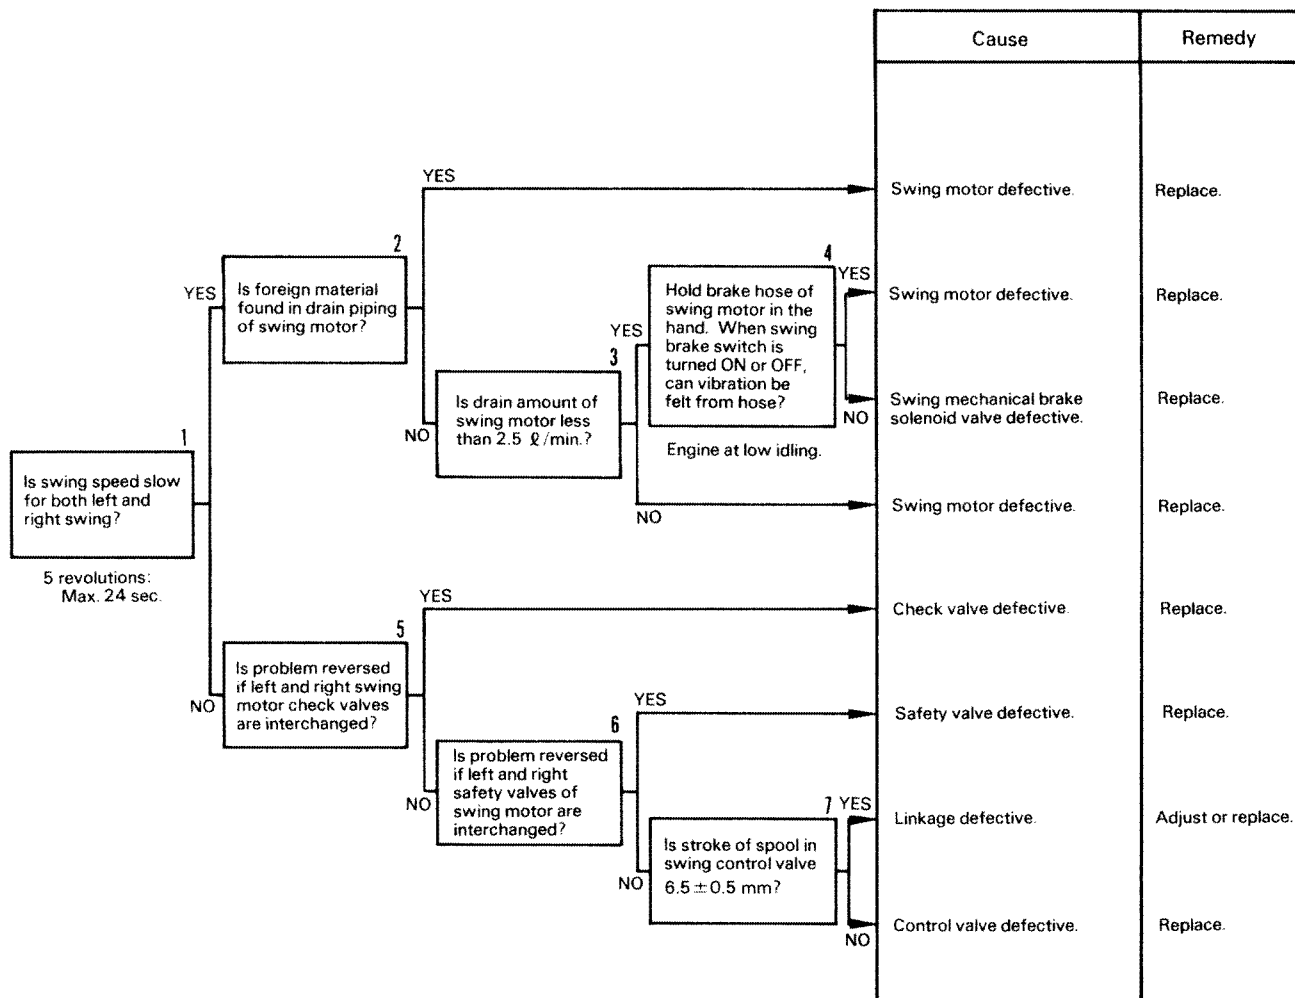 Cause
Remedy
YES
Swing motor defective.
Replace.
2
YES
Is foreign material
found in drain piping
of swing motor?
4
YES
Hold brake hose of
swing motor in the
hand. When swing
brake switch is
turned ON or OFF,
can vibration be
felt from hose?
Swing motor defective.
Replace.
YES
3
NO
Is drain amount of
swing motor less
than 2.5 ℓ/min.?
NO
Swing mechanical brake
solenoid valve defective.
Replace.
Engine at low idling.
1
Is swing speed slow
for both left and
right swing?
5 revolutions:
Max. 24 sec.
NO
Swing motor defective.
Replace.
YES
Check valve defective.
Replace.
5
NO
Is problem reversed
if left and right swing
motor check valves
are interchanged?
YES
Safety valve defective.
Replace.
6
NO
Is problem reversed
if left and right
safety valves of
swing motor are
interchanged?
7
YES
Linkage defective.
Adjust or replace.
NO
Is stroke of spool in
swing control valve
6.5 ± 0.5 mm?
NO
Control valve defective.
Replace.